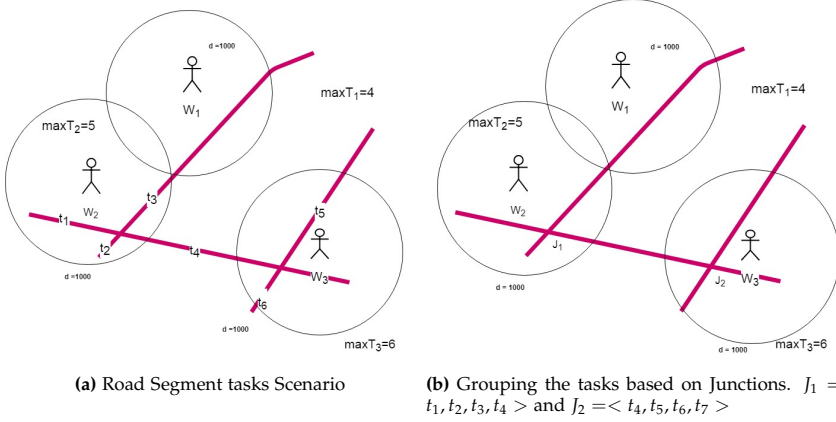 d =1000
W1
maxT1=4
maxT2=5
W2
t3
t1
t2
t4
t5
W3
t6
d =1000
d =1000
maxT3=6
(a) Road Segment tasks Scenario
d = 1000
W1
maxT1=4
maxT2=5
W2
J1
J2
W3
d = 1000
d = 1000
maxT3=6
(b) Grouping the tasks based on Junctions. J1 =
t1, t2, t3, t4 > and J2 =< t4, t5, t6, t7 >